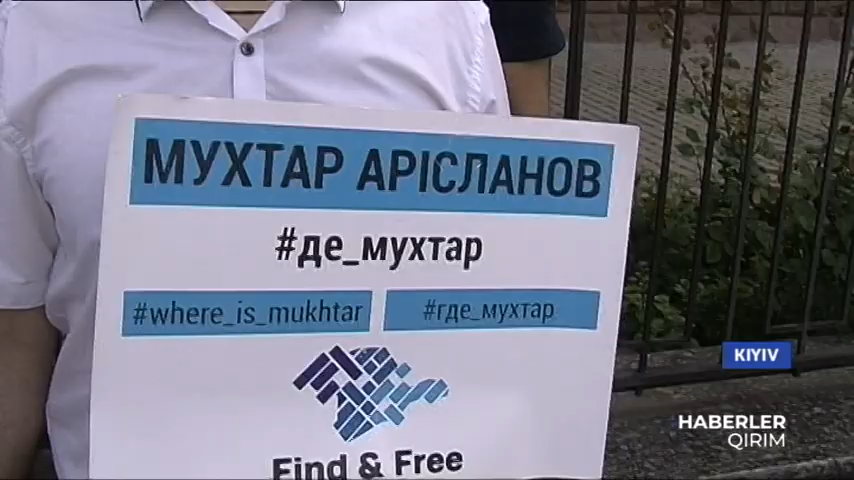 МУХТАР АРІСЛАНОВ
#де_мухтар
#where_is_mukhtar #где_мухтар
Find & Free
KIYIV
HABERLER
QIRIM